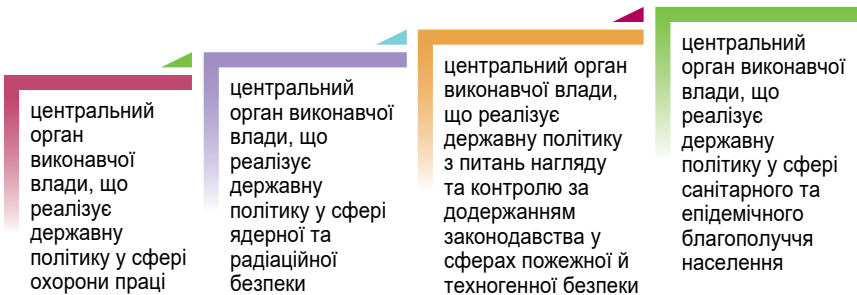 центральний
орган
виконавчої
влади, що
реалізує
державну
політику у сфері
охорони праці
центральний
орган виконавчої
влади, що
реалізує
державну
політику у сфері
ядерної та
радіаційної
безпеки
центральний орган
виконавчої влади,
що реалізує
державну політику
з питань нагляду
та контролю за
додержанням
законодавства у
сферах пожежної й
техногенної безпеки
центральний
орган виконавчої
влади, що
реалізує
державну
політику у сфері
санітарного та
епідемічного
благополуччя
населення